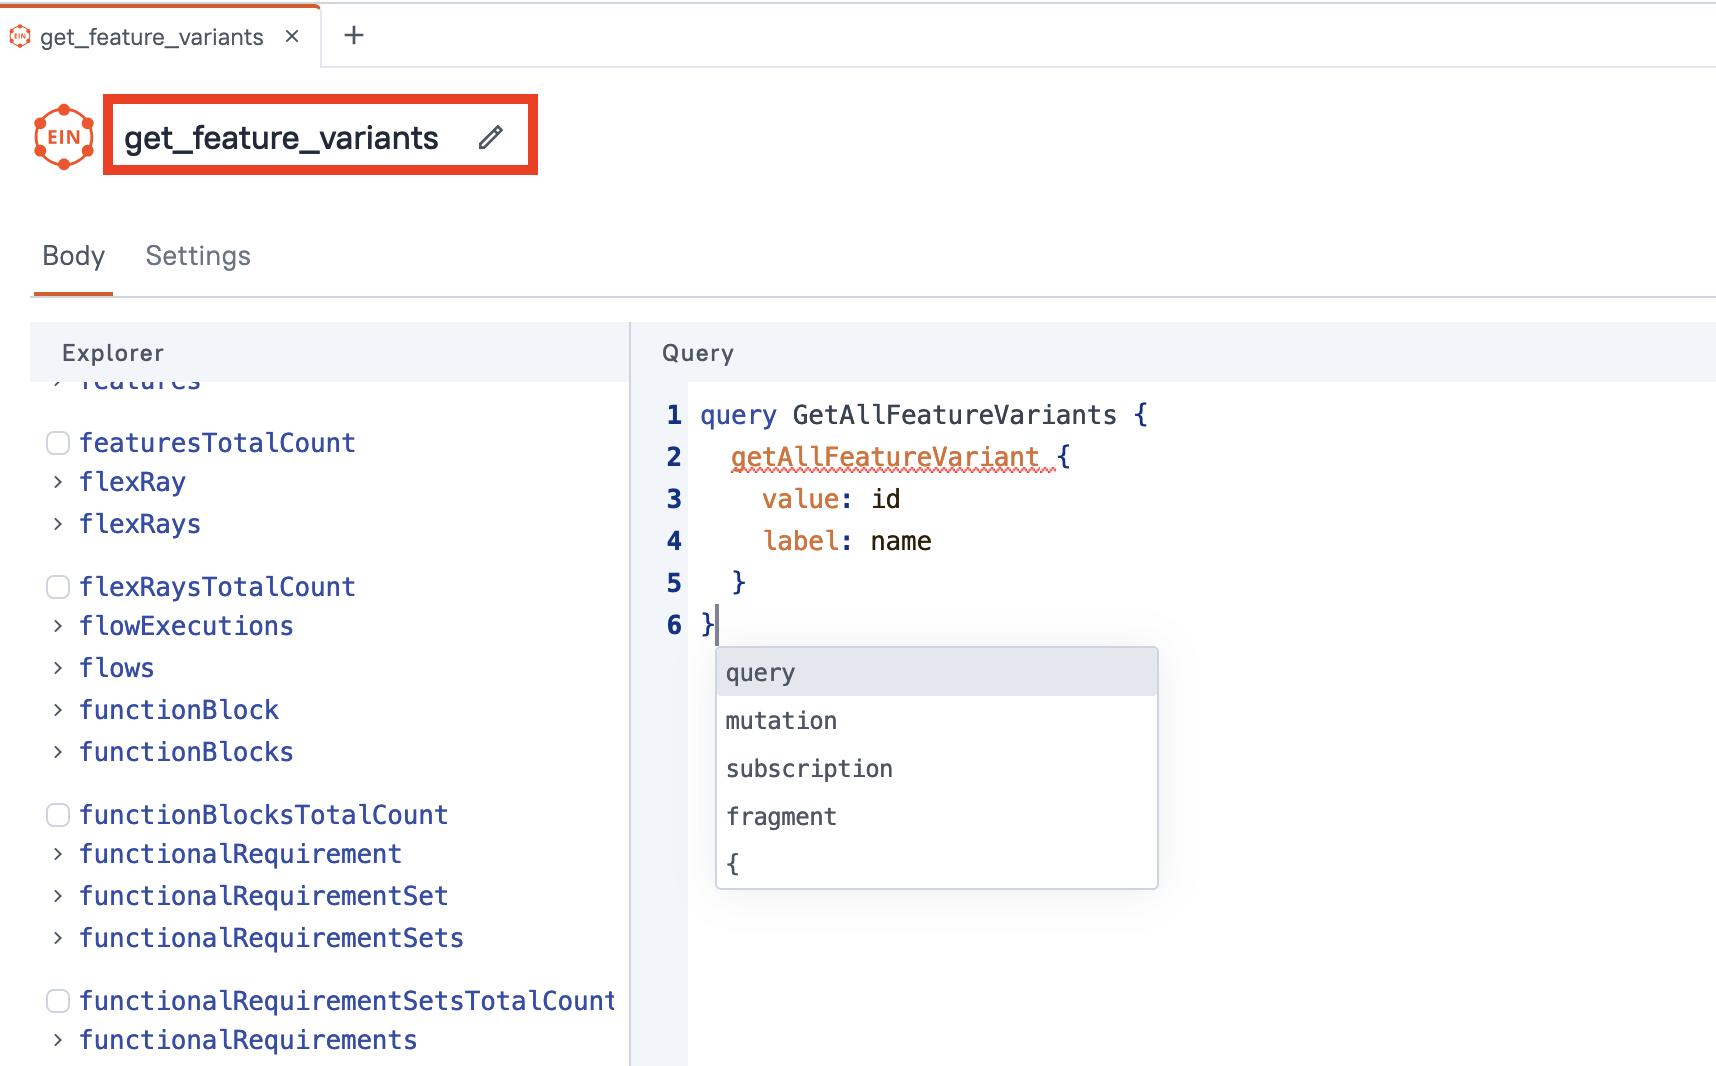 EIN get_feature_variants × +
EIN get_feature_variants
Body Settings
Explorer
features
featuresTotalCount
> flexRay
> flexRays
flexRaysTotalCount
> flowExecutions
> flows
> functionBlock
> functionBlocks
functionBlocksTotalCount
> functionalRequirement
> functionalRequirementSet
> functionalRequirementSets
functionalRequirementSetsTotalCount
> functionalRequirements
Query
1 query GetAllFeatureVariants {
2 getAllFeatureVariant {
3 value: id
4 label: name
5 }
6 }
query
mutation
subscription
fragment
{